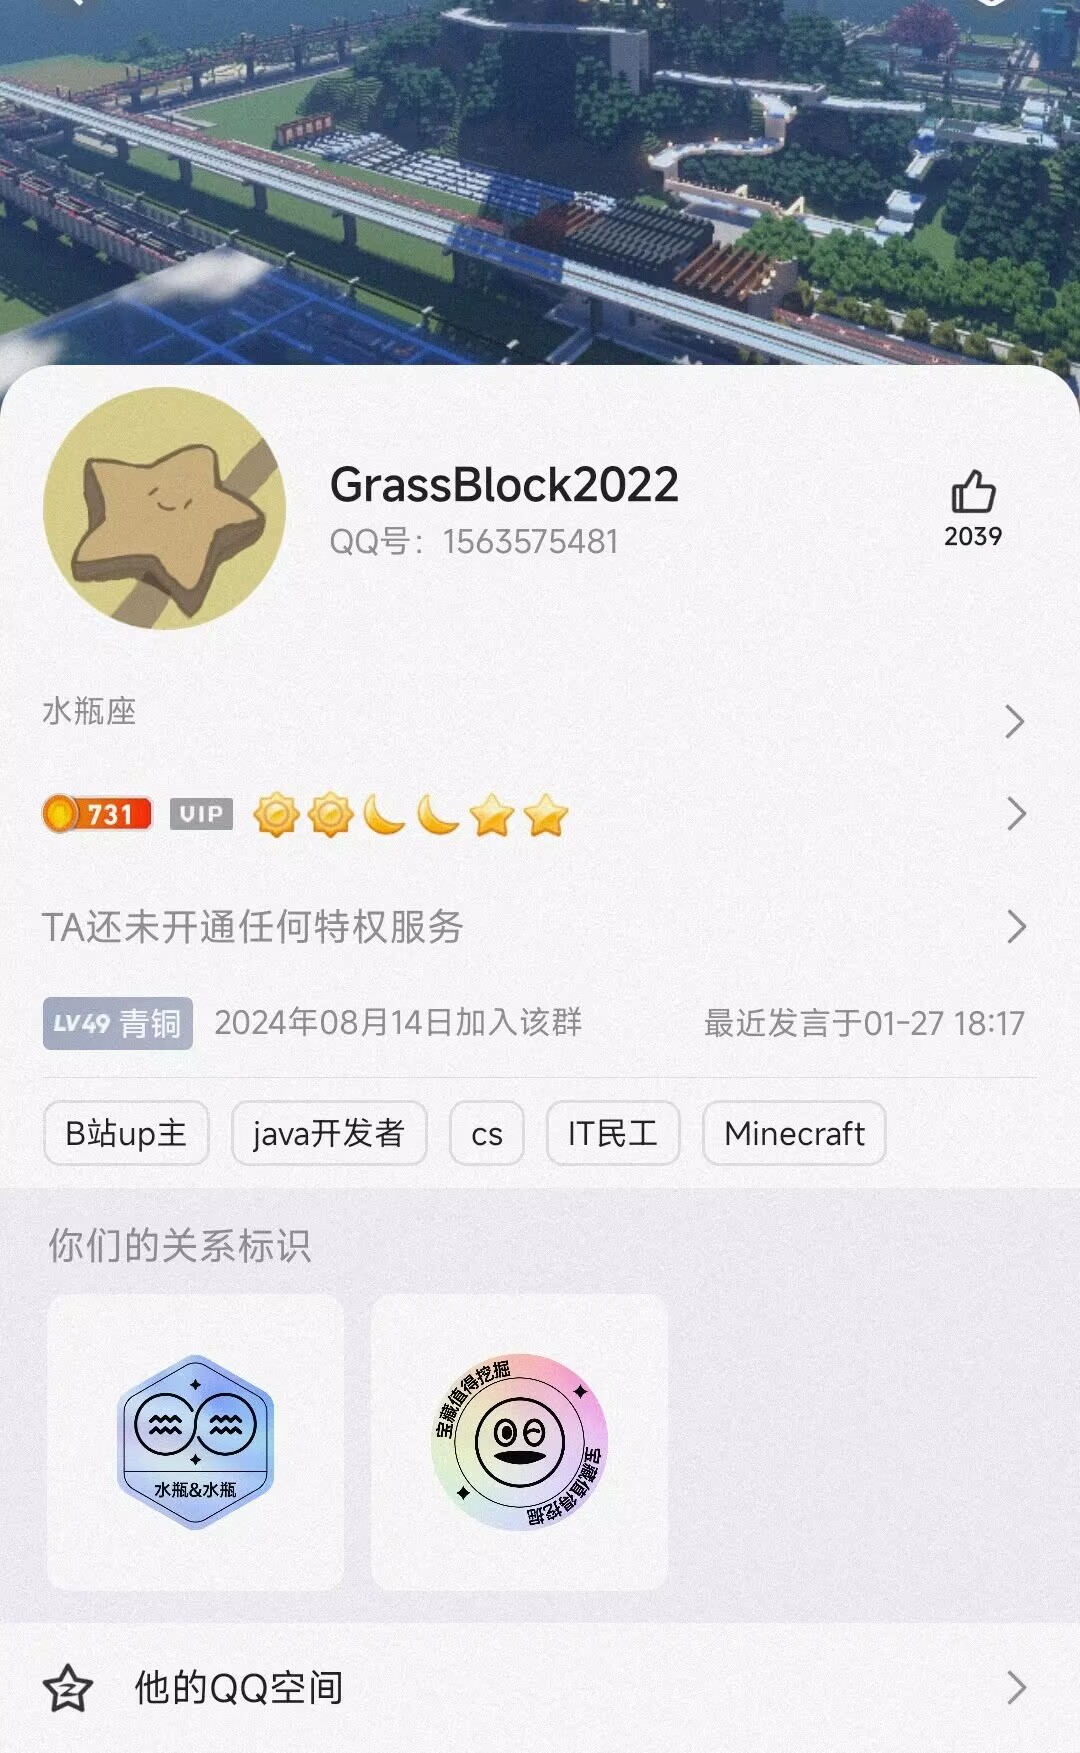 GrassBlock2022
QQ号：1563575481
2039
水瓶座
731 VIP
TA还未开通任何特权服务
LV49 青铜 2024年08月14日加入该群 最近发言于01-27 18:17
B站up主 java开发者 cs IT民工 Minecraft
你们的关系标识
水瓶&水瓶
宝藏值得挖掘
宝藏值得挖掘
他的QQ空间